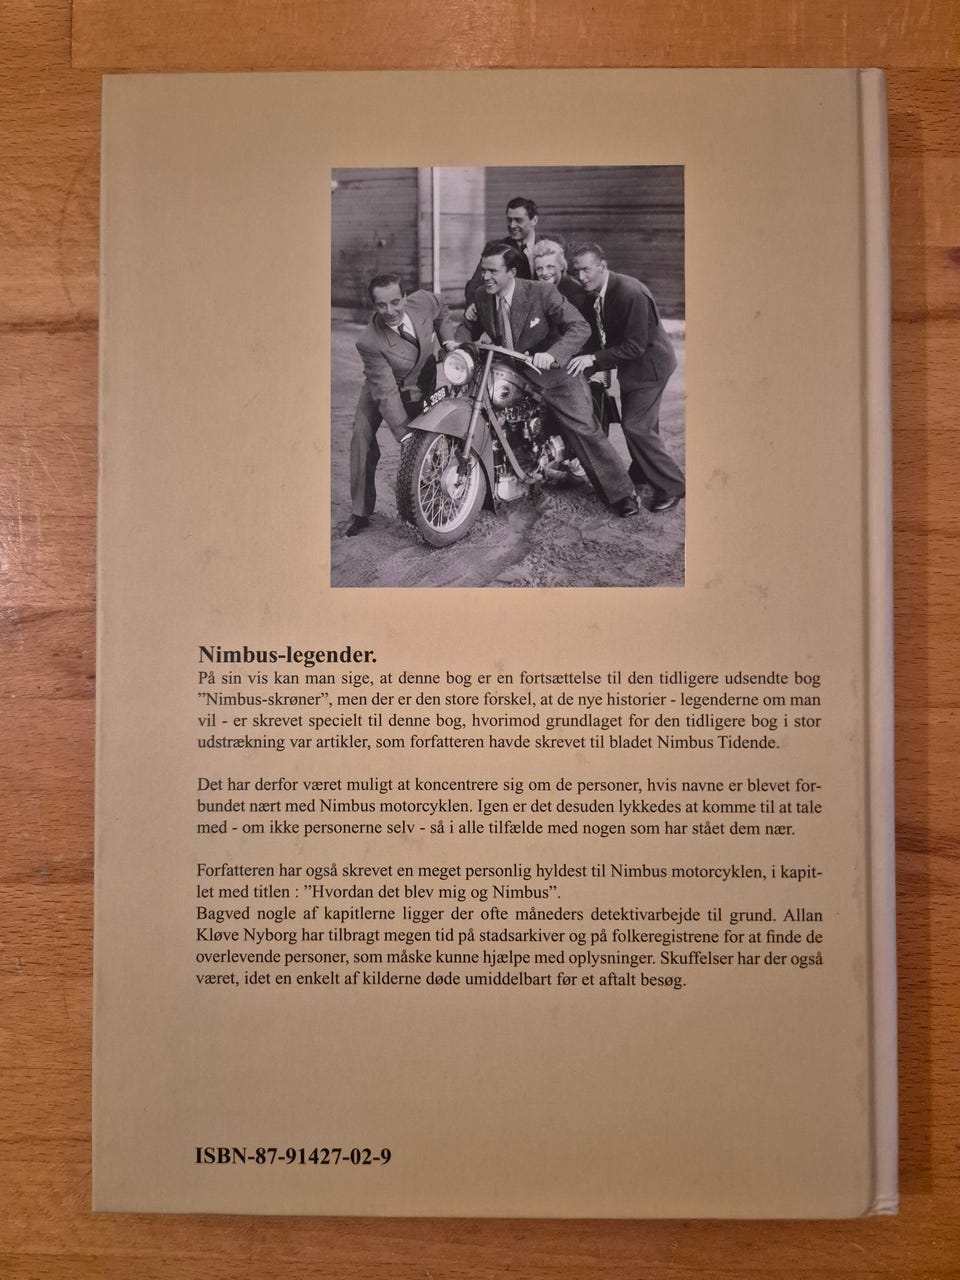 A 3286
Nimbus-legender.
På sin vis kan man sige, at denne bog er en fortsættelse til den tidligere udsendte bog
”Nimbus-skrøner”, men der er den store forskel, at de nye historier - legenderne om man
vil - er skrevet specielt til denne bog, hvorimod grundlaget for den tidligere bog i stor
udstrækning var artikler, som forfatteren havde skrevet til bladet Nimbus Tidende.
Det har derfor været muligt at koncentrere sig om de personer, hvis navne er blevet for-
bundet nært med Nimbus motorcyklen. Igen er det desuden lykkedes at komme til at tale
med - om ikke personerne selv - så i alle tilfælde med nogen som har stået dem nær.
Forfatteren har også skrevet en meget personlig hyldest til Nimbus motorcyklen, i kapit-
let med titlen : ”Hvordan det blev mig og Nimbus”.
Bagved nogle af kapitlerne ligger der ofte måneders detektivarbejde til grund. Allan
Kløve Nyborg har tilbragt megen tid på stadsarkiver og på folkeregistrene for at finde de
overlevende personer, som måske kunne hjælpe med oplysninger. Skuffelser har der også
været, idet en enkelt af kilderne døde umiddelbart før et aftalt besøg.
ISBN-87-91427-02-9